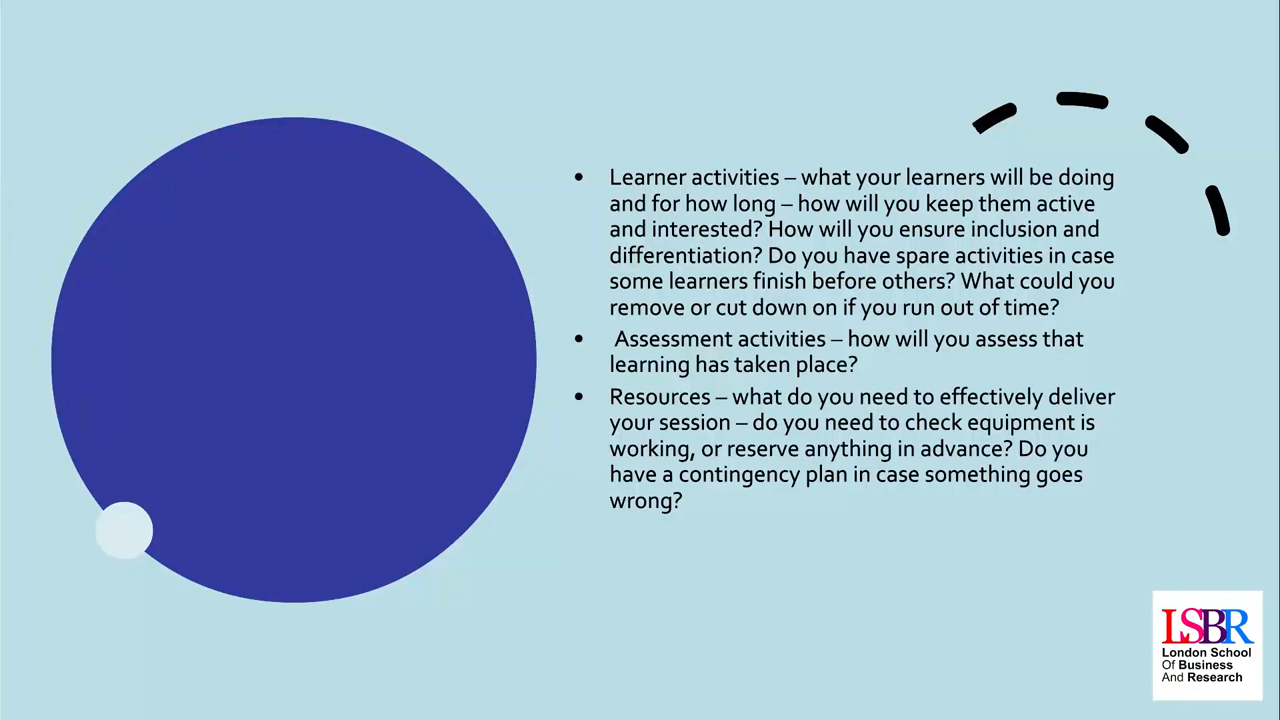 • Learner activities – what your learners will be doing
and for how long – how will you keep them active
and interested? How will you ensure inclusion and
differentiation? Do you have spare activities in case
some learners finish before others? What could you
remove or cut down on if you run out of time?
• Assessment activities – how will you assess that
learning has taken place?
• Resources – what do you need to effectively deliver
your session – do you need to check equipment is
working, or reserve anything in advance? Do you
have a contingency plan in case something goes
wrong?
LSBR
London School
Of Business
And Research